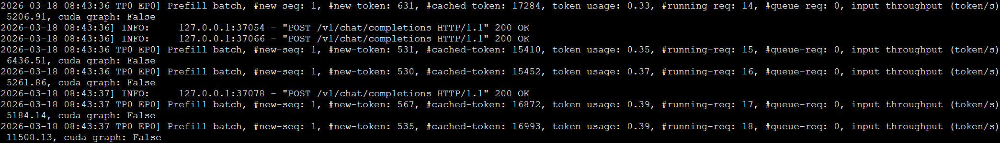 2026-03-18 08:43:36 TP0 EP0] Prefill batch, #new-seq: 1, #new-token: 631, #cached-token: 17284, token usage: 0.33, #running-req: 14, #queue-req: 0, input throughput (token/s)
5206.91, cuda graph: False
2026-03-18 08:43:36] INFO:     127.0.0.1:37054 - "POST /v1/chat/completions HTTP/1.1" 200 OK
2026-03-18 08:43:36] INFO:     127.0.0.1:37066 - "POST /v1/chat/completions HTTP/1.1" 200 OK
2026-03-18 08:43:36 TP0 EP0] Prefill batch, #new-seq: 1, #new-token: 531, #cached-token: 15410, token usage: 0.35, #running-req: 15, #queue-req: 0, input throughput (token/s)
6436.51, cuda graph: False
2026-03-18 08:43:36 TP0 EP0] Prefill batch, #new-seq: 1, #new-token: 530, #cached-token: 15452, token usage: 0.37, #running-req: 16, #queue-req: 0, input throughput (token/s)
5261.86, cuda graph: False
2026-03-18 08:43:37] INFO:     127.0.0.1:37078 - "POST /v1/chat/completions HTTP/1.1" 200 OK
2026-03-18 08:43:37 TP0 EP0] Prefill batch, #new-seq: 1, #new-token: 567, #cached-token: 16872, token usage: 0.39, #running-req: 17, #queue-req: 0, input throughput (token/s)
5184.14, cuda graph: False
2026-03-18 08:43:37 TP0 EP0] Prefill batch, #new-seq: 1, #new-token: 535, #cached-token: 16993, token usage: 0.39, #running-req: 18, #queue-req: 0, input throughput (token/s)
11508.13, cuda graph: False